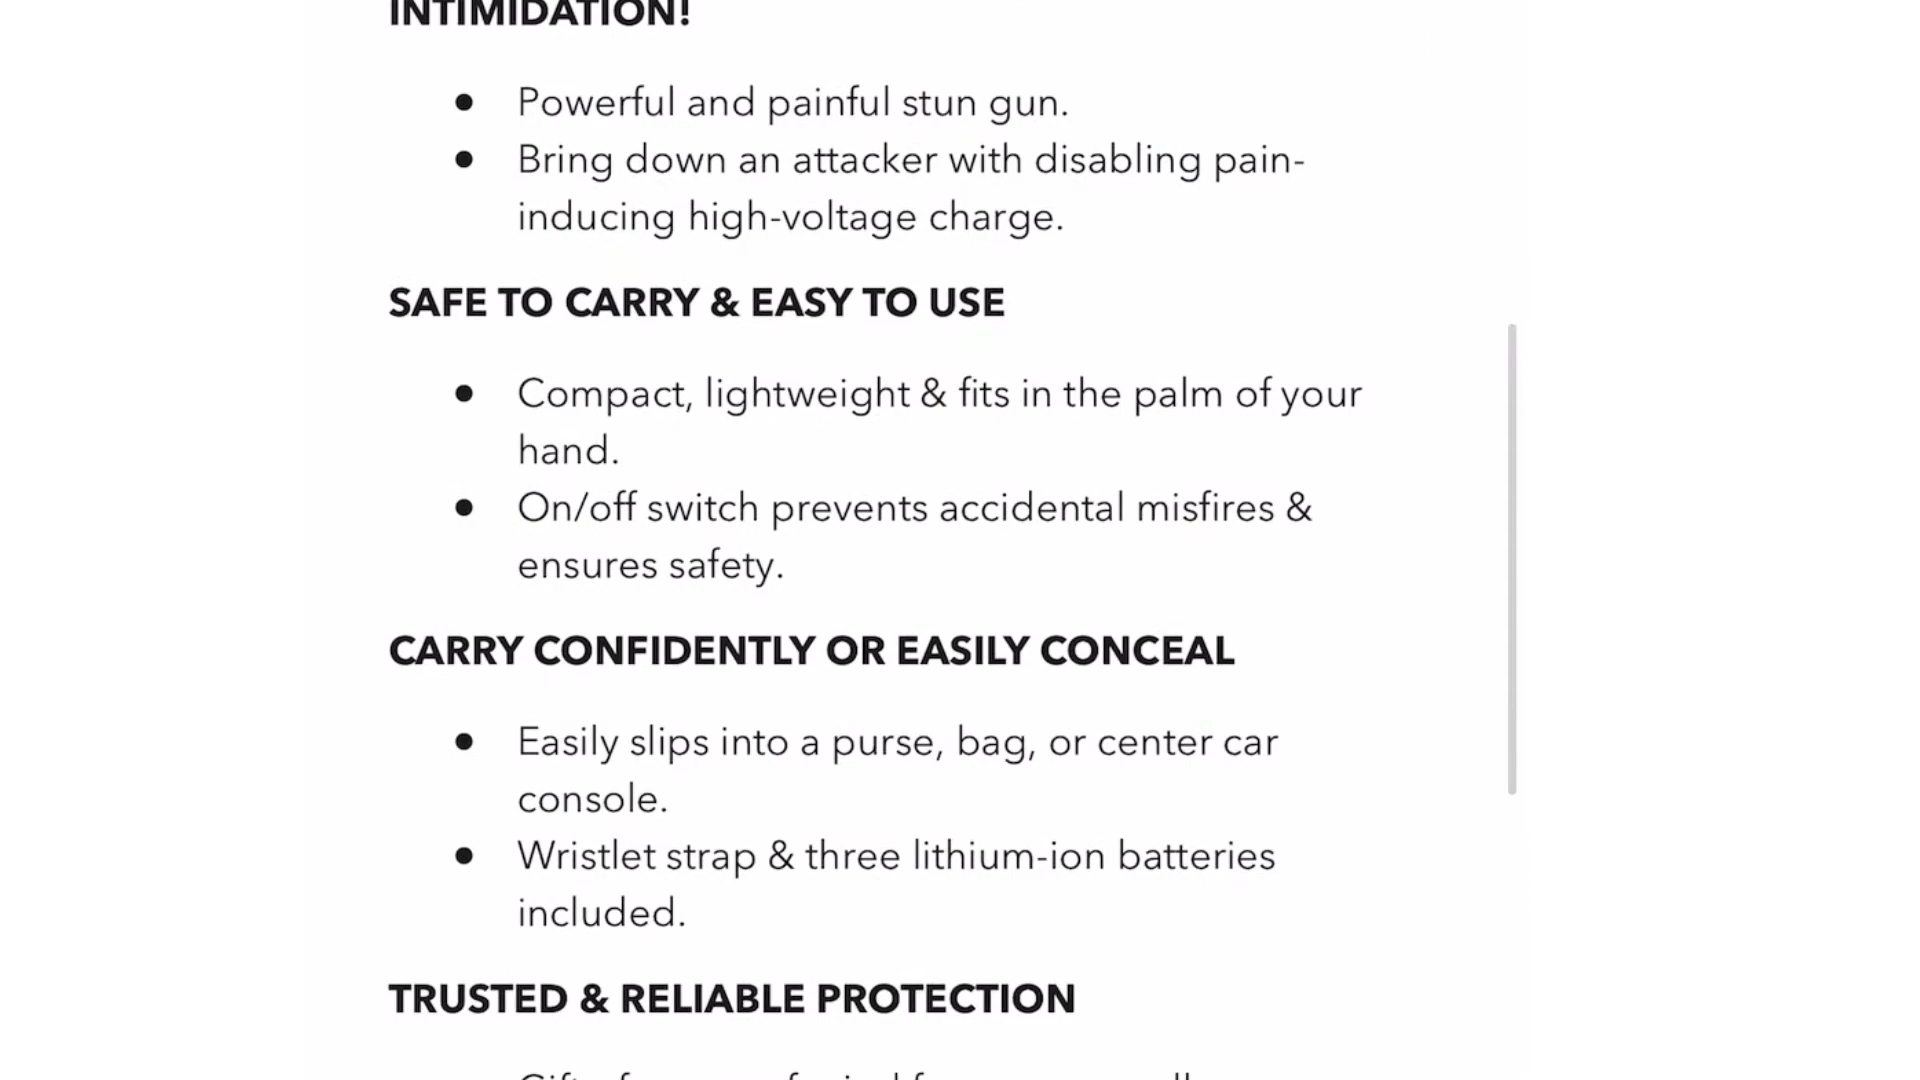 INTIMIDATION!
● Powerful and painful stun gun.
● Bring down an attacker with disabling pain-
inducing high-voltage charge.
SAFE TO CARRY & EASY TO USE
● Compact, lightweight & fits in the palm of your
hand.
● On/off switch prevents accidental misfires &
ensures safety.
CARRY CONFIDENTLY OR EASILY CONCEAL
● Easily slips into a purse, bag, or center car
console.
● Wristlet strap & three lithium-ion batteries
included.
TRUSTED & RELIABLE PROTECTION